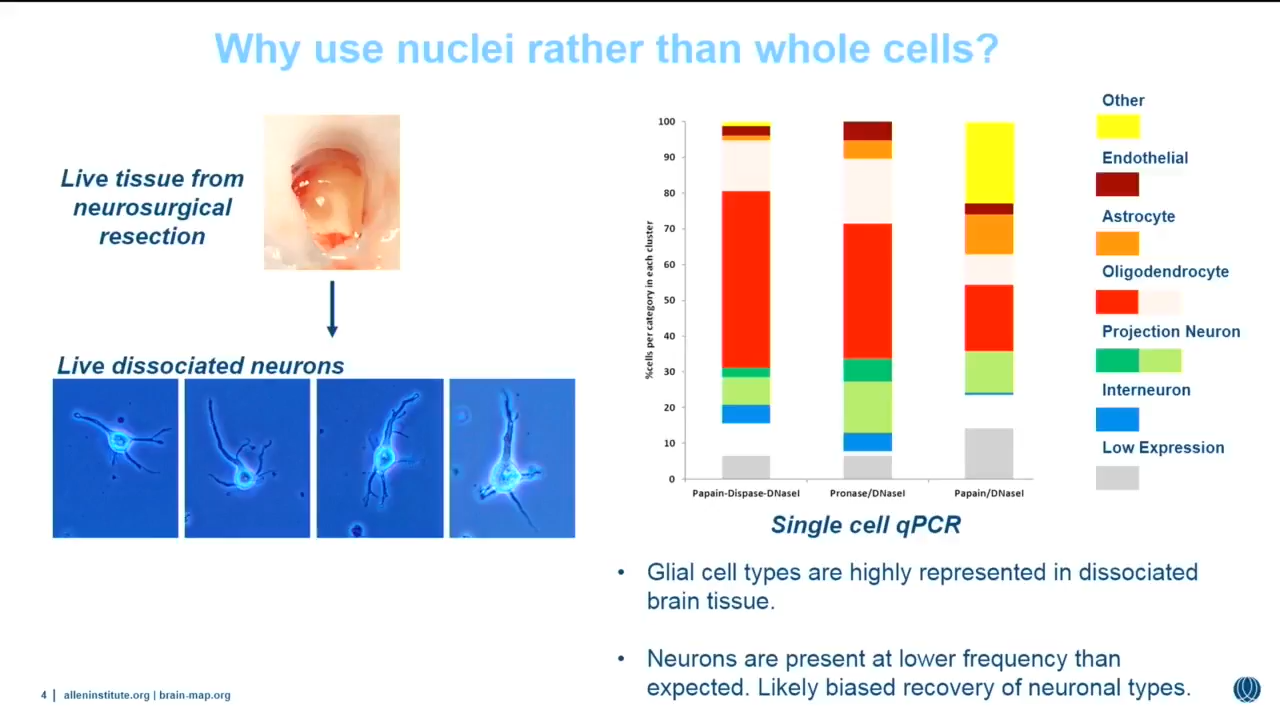 Why use nuclei rather than whole cells?
Live tissue from
neurosurgical
resection
Live dissociated neurons
%cells per category in each cluster
100
90
80
70
60
50
40
30
20
10
0
Papain-Dispase-DNaseI
Pronase/DNaseI
Papain/DNaseI
Single cell qPCR
Other
Endothelial
Astrocyte
Oligodendrocyte
Projection Neuron
Interneuron
Low Expression
• Glial cell types are highly represented in dissociated
brain tissue.
• Neurons are present at lower frequency than
expected. Likely biased recovery of neuronal types.
4 | alleninstitute.org | brain-map.org